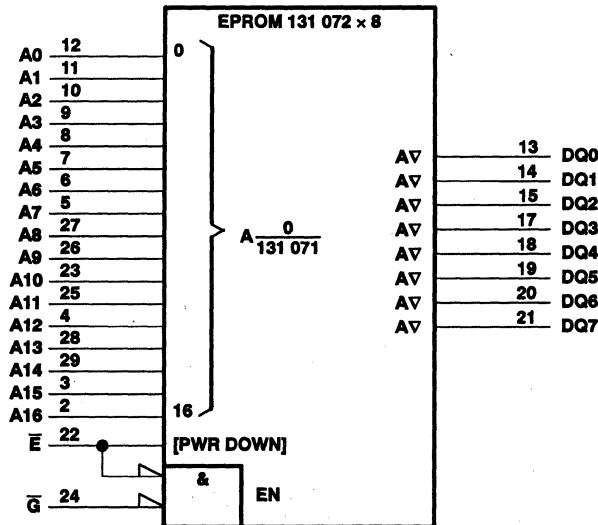 EPROM 131 072 × 8
A0 12 0
A1 11
A2 10
A3 9
A4 8
A5 7
A6 6
A7 5
A8 27
A9 26
A10 23
A11 25
A12 4
A13 28
A14 29
A15 3
A16 2 16
A 0
131 071
A▽ 13 DQ0
A▽ 14 DQ1
A▽ 15 DQ2
A▽ 17 DQ3
A▽ 18 DQ4
A▽ 19 DQ5
A▽ 20 DQ6
A▽ 21 DQ7
E̅ 22 [PWR DOWN]
&
EN
G̅ 24